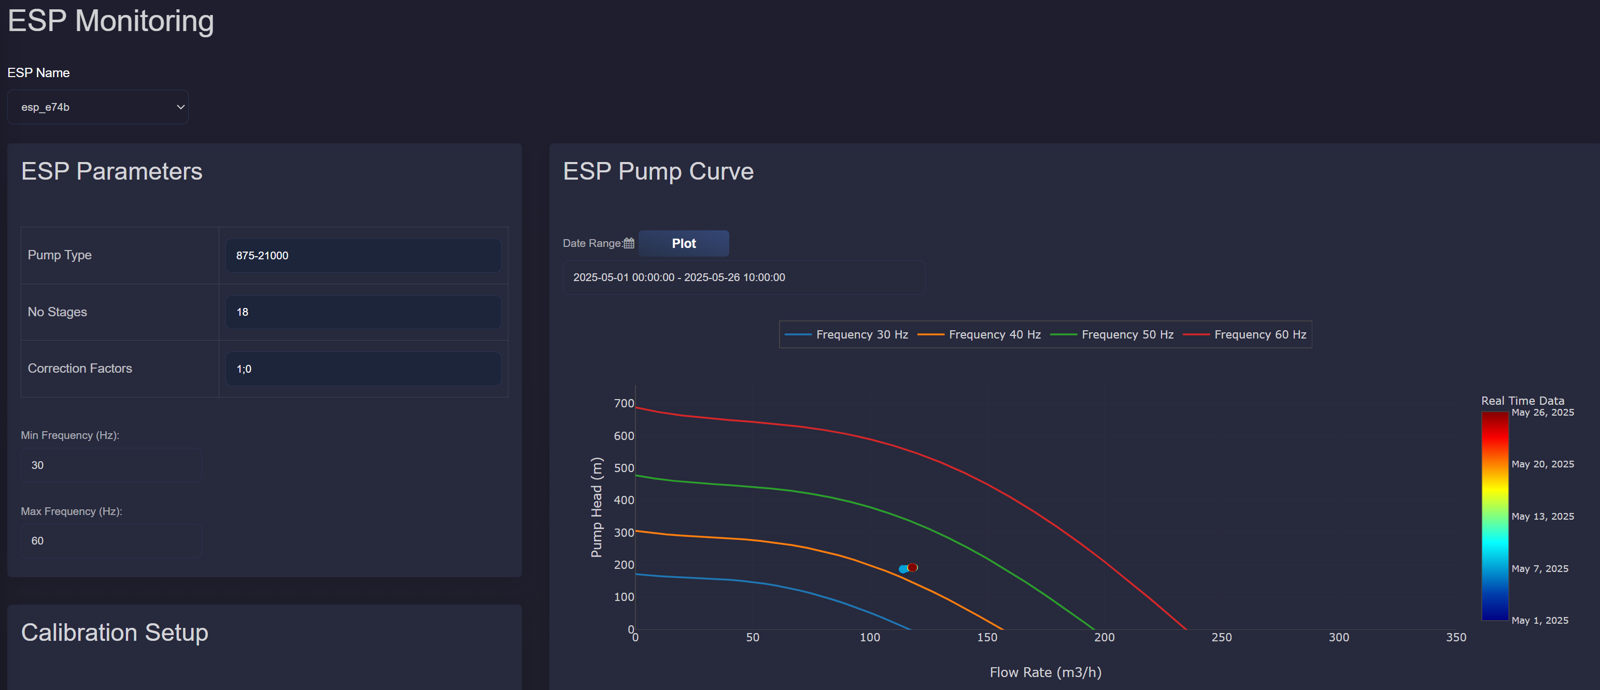 ESP Monitoring
ESP Name
esp_e74b
ESP Parameters
Pump Type 875-21000
No Stages 18
Correction Factors 1;0
Min Frequency (Hz):
30
Max Frequency (Hz):
60
Calibration Setup
ESP Pump Curve
Date Range: Plot
2025-05-01 00:00:00 - 2025-05-26 10:00:00
Frequency 30 Hz Frequency 40 Hz Frequency 50 Hz Frequency 60 Hz
Pump Head (m)
700
600
500
400
300
200
100
0
0 50 100 150 200 250 300 350
Flow Rate (m3/h)
Real Time Data
May 26, 2025
May 20, 2025
May 13, 2025
May 7, 2025
May 1, 2025